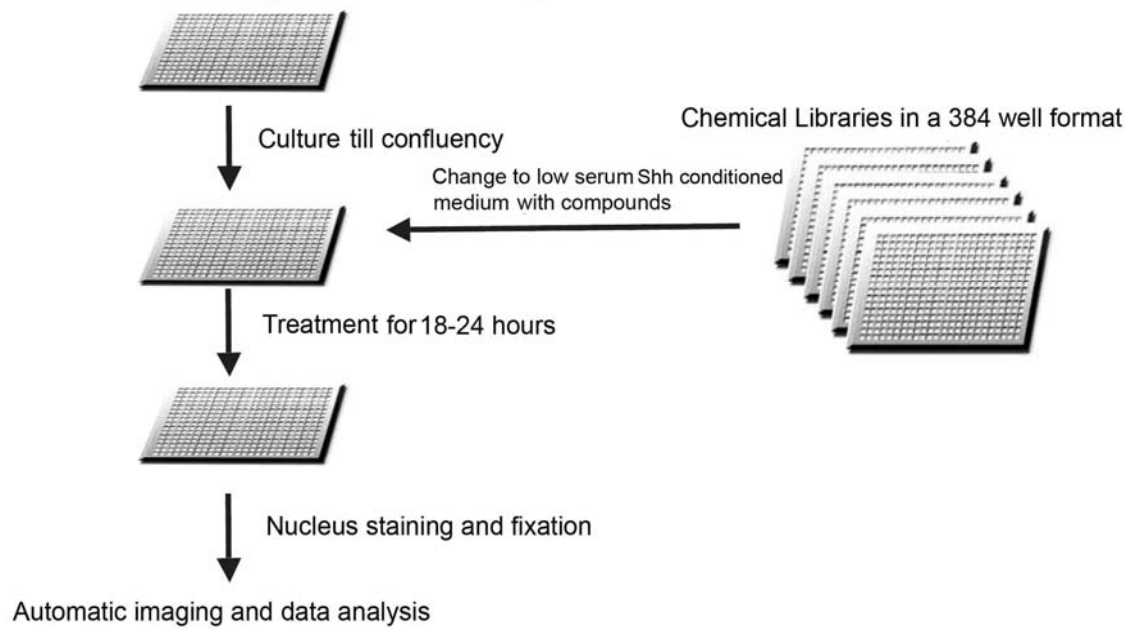 Culture till confluency
Chemical Libraries in a 384 well format
Change to low serum Shh conditioned
medium with compounds
Treatment for 18-24 hours
Nucleus staining and fixation
Automatic imaging and data analysis